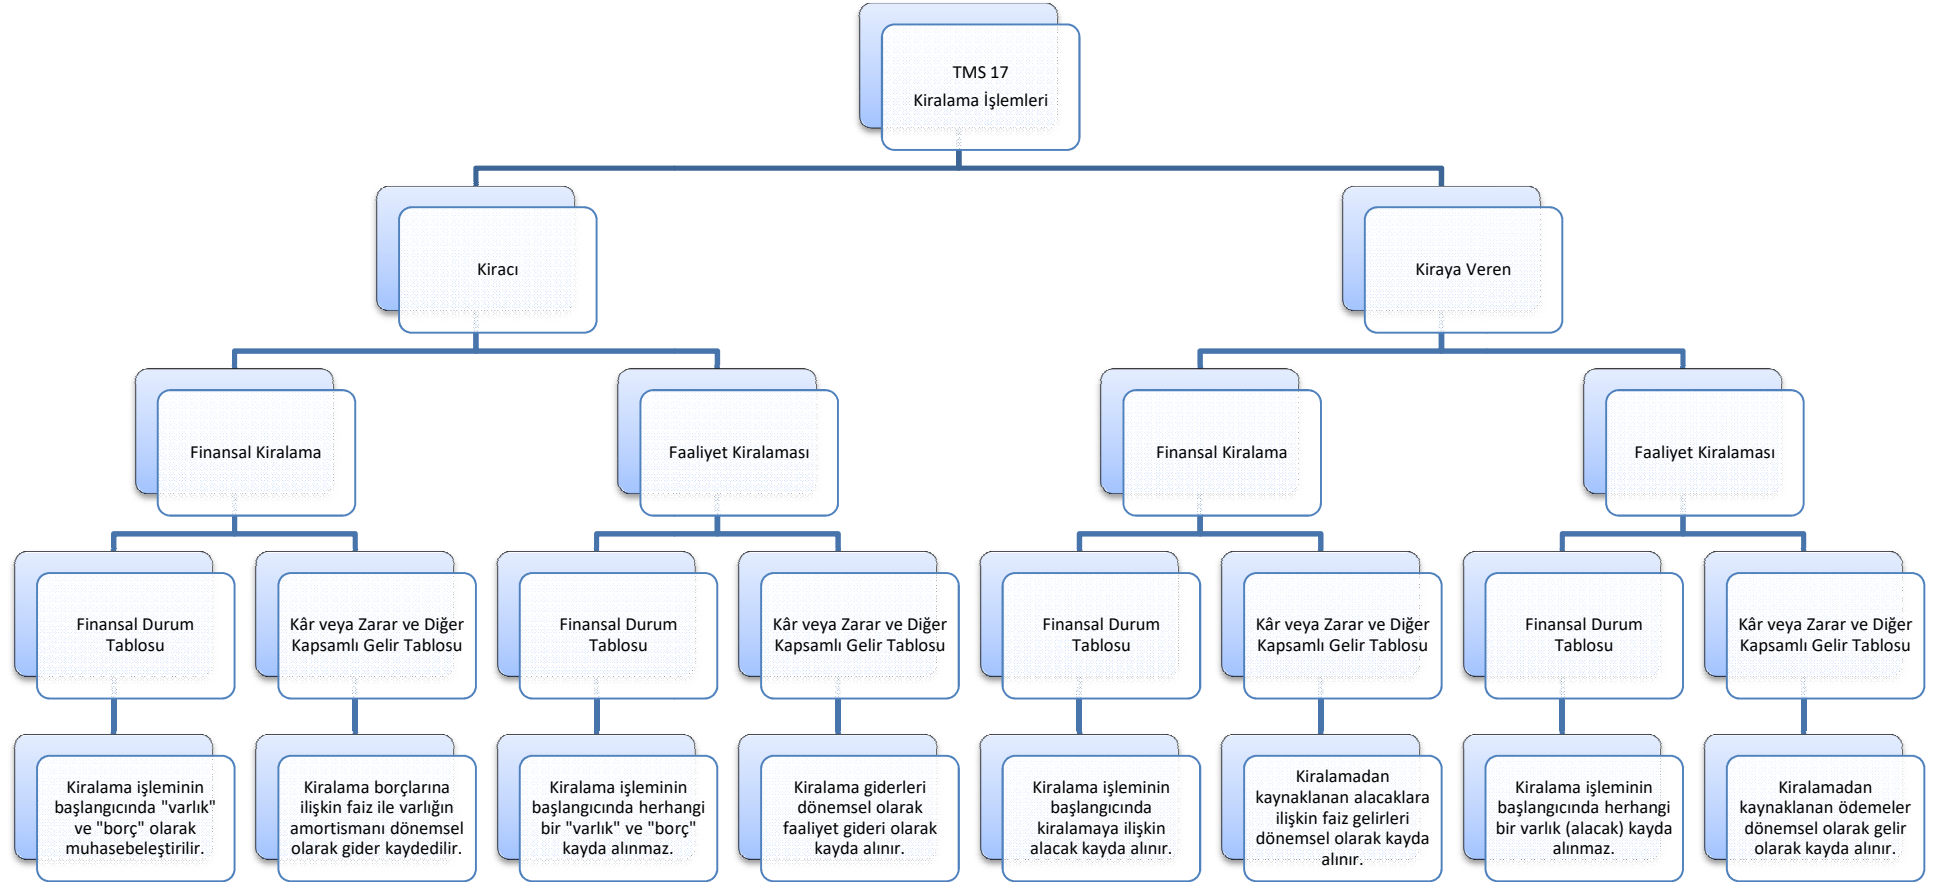 TMS 17
Kiralama İşlemleri
Kiracı
Kiraya Veren
Finansal Kiralama
Faaliyet Kiralaması
Finansal Kiralama
Faaliyet Kiralaması
Finansal Durum
Tablosu
Kâr veya Zarar ve Diğer
Kapsamlı Gelir Tablosu
Finansal Durum
Tablosu
Kâr veya Zarar ve Diğer
Kapsamlı Gelir Tablosu
Finansal Durum
Tablosu
Kâr veya Zarar ve Diğer
Kapsamlı Gelir Tablosu
Finansal Durum
Tablosu
Kâr veya Zarar ve Diğer
Kapsamlı Gelir Tablosu
Kiralama işleminin
başlangıcında "varlık"
ve "borç" olarak
muhasebeleştirilir.
Kiralama borçlarına
ilişkin faiz ile varlığın
amortismanı dönemsel
olarak gider kaydedilir.
Kiralama işleminin
başlangıcında herhangi
bir "varlık" ve "borç"
kayda alınmaz.
Kiralama giderleri
dönemsel olarak
faaliyet gideri olarak
kayda alınır.
Kiralama işleminin
başlangıcında
kiralamaya ilişkin
alacak kayda alınır.
Kiralamadan
kaynaklanan alacaklara
ilişkin faiz gelirleri
dönemsel olarak kayda
alınır.
Kiralama işleminin
başlangıcında herhangi
bir varlık (alacak) kayda
alınmaz.
Kiralamadan
kaynaklanan ödemeler
dönemsel olarak gelir
olarak kayda alınır.